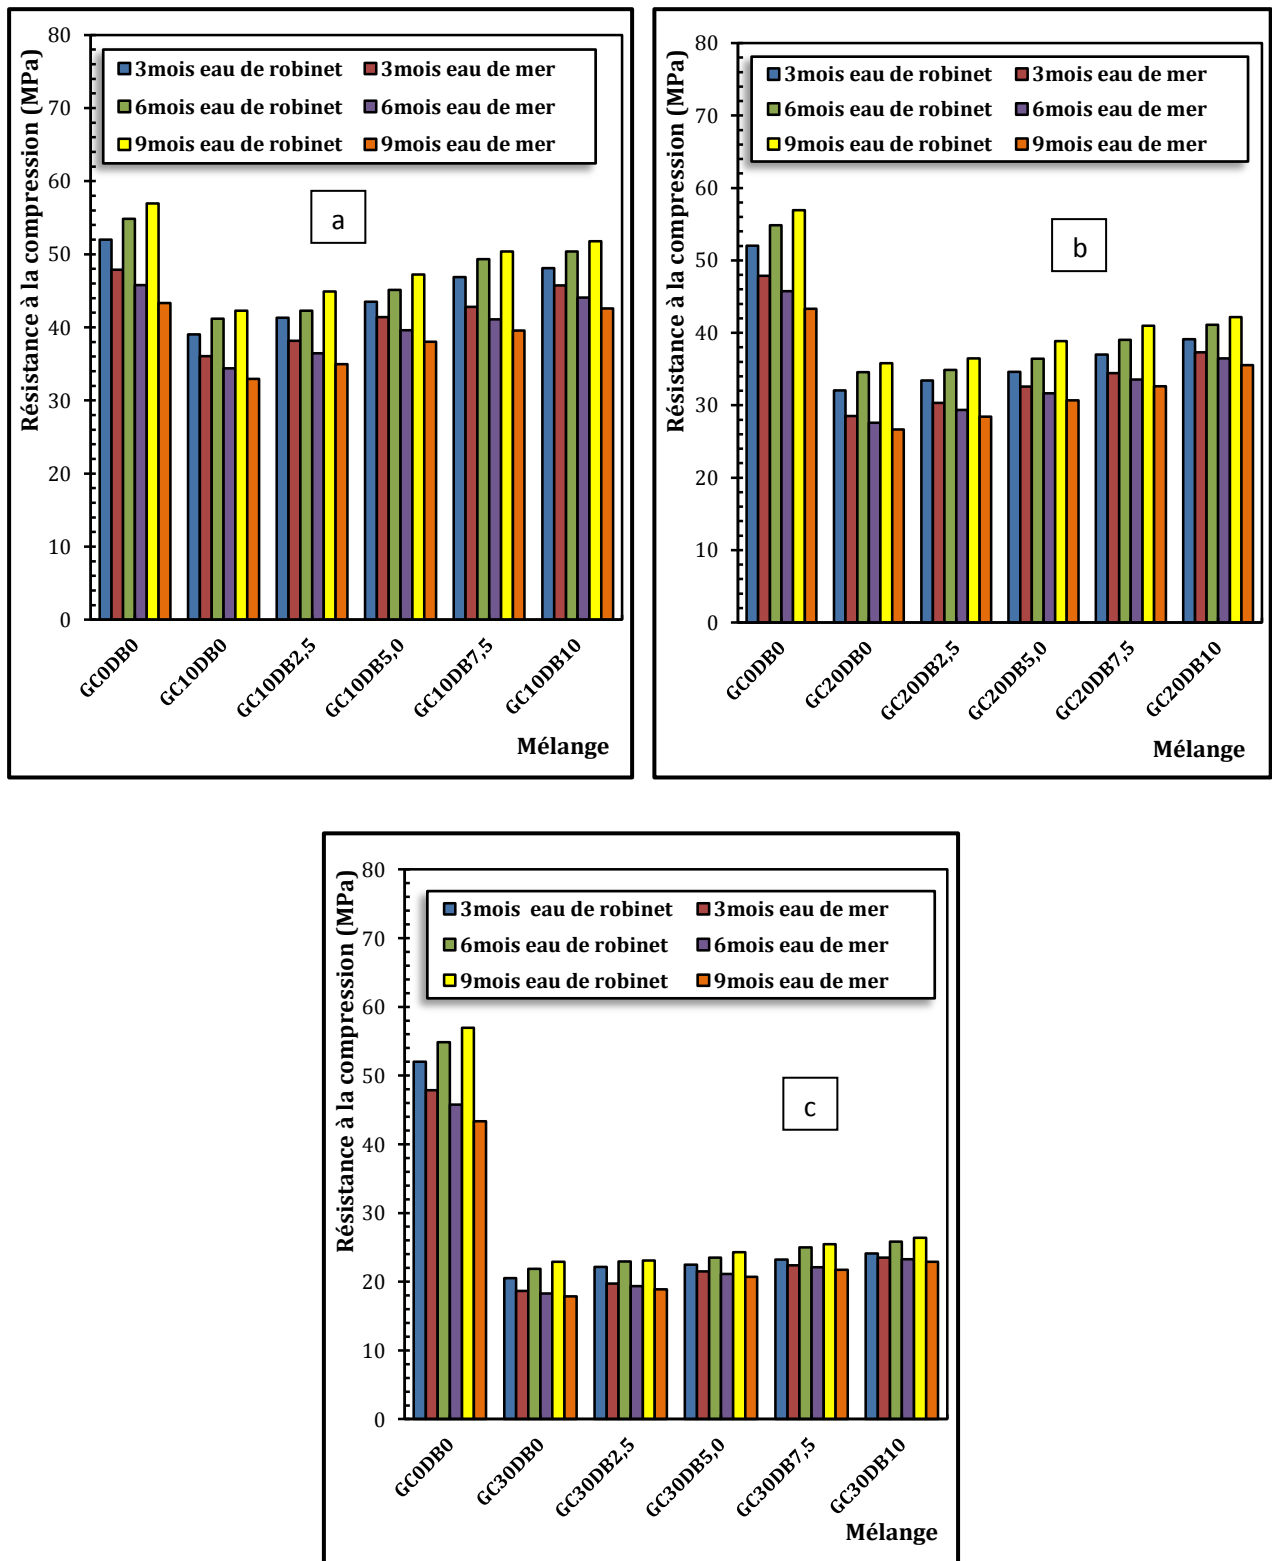 Résistance à la compression (MPa)
80
70
60
50
40
30
20
10
0
3mois eau de robinet 3mois eau de mer
6mois eau de robinet 6mois eau de mer
9mois eau de robinet 9mois eau de mer
a
GC0DB0 GC10DB0 GC10DB2,5 GC10DB5,0 GC10DB7,5 GC10DB10
Mélange
Résistance à la compression (MPa)
80
70
60
50
40
30
20
10
0
3mois eau de robinet 3mois eau de mer
6mois eau de robinet 6mois eau de mer
9mois eau de robinet 9mois eau de mer
b
GC0DB0 GC20DB0 GC20DB2,5 GC20DB5,0 GC20DB7,5 GC20DB10
Mélange
Résistance à la compression (MPa)
80
70
60
50
40
30
20
10
0
3mois eau de robinet 3mois eau de mer
6mois eau de robinet 6mois eau de mer
9mois eau de robinet 9mois eau de mer
c
GC0DB0 GC30DB0 GC30DB2,5 GC30DB5,0 GC30DB7,5 GC30DB10
Mélange